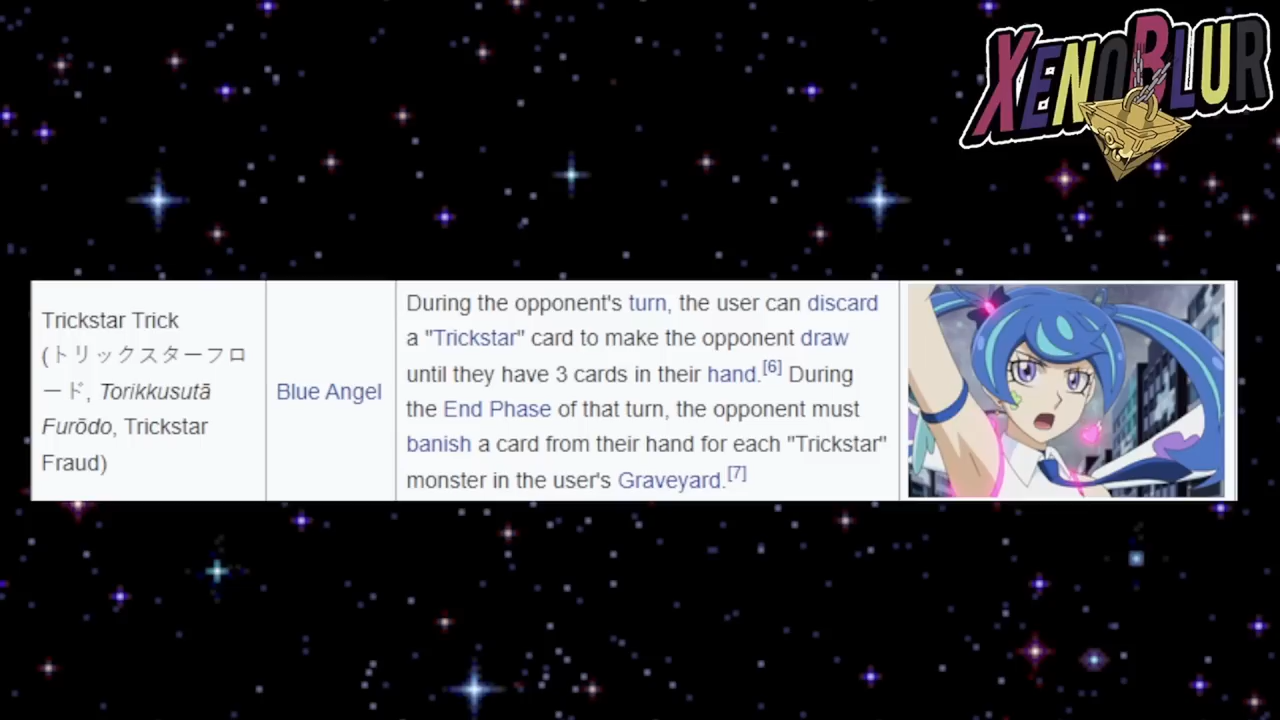 XENOBLUR
Trickstar Trick
(トリックスターフロ
ード, Torikkusutā
Furōdo, Trickstar
Fraud)
Blue Angel
During the opponent's turn, the user can discard
a "Trickstar" card to make the opponent draw
until they have 3 cards in their hand.[6] During
the End Phase of that turn, the opponent must
banish a card from their hand for each "Trickstar"
monster in the user's Graveyard.[7]